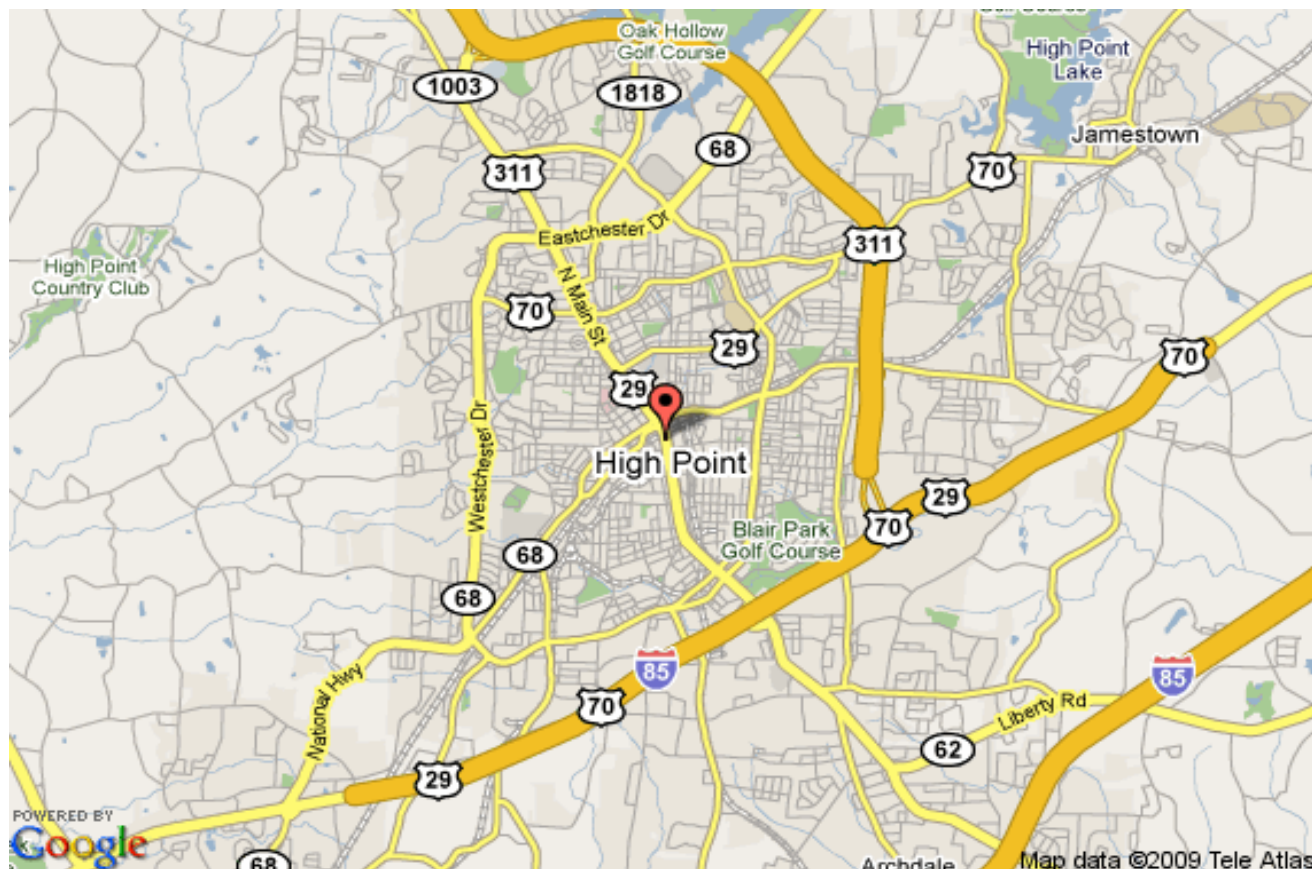 Golf Course
Oak Hollow
Golf Course
High Point
Lake
1003
1818
Jamestown
68
311
70
Eastchester Dr
311
High Point
Country Club
N Main St
70
29
70
29
Westchester Dr
High Point
29
70
Blair Park
Golf Course
68
68
85
85
National Hwy
70
Liberty Rd
62
29
POWERED BY
Google
68
Archdale
Map data ©2009 Tele Atlas